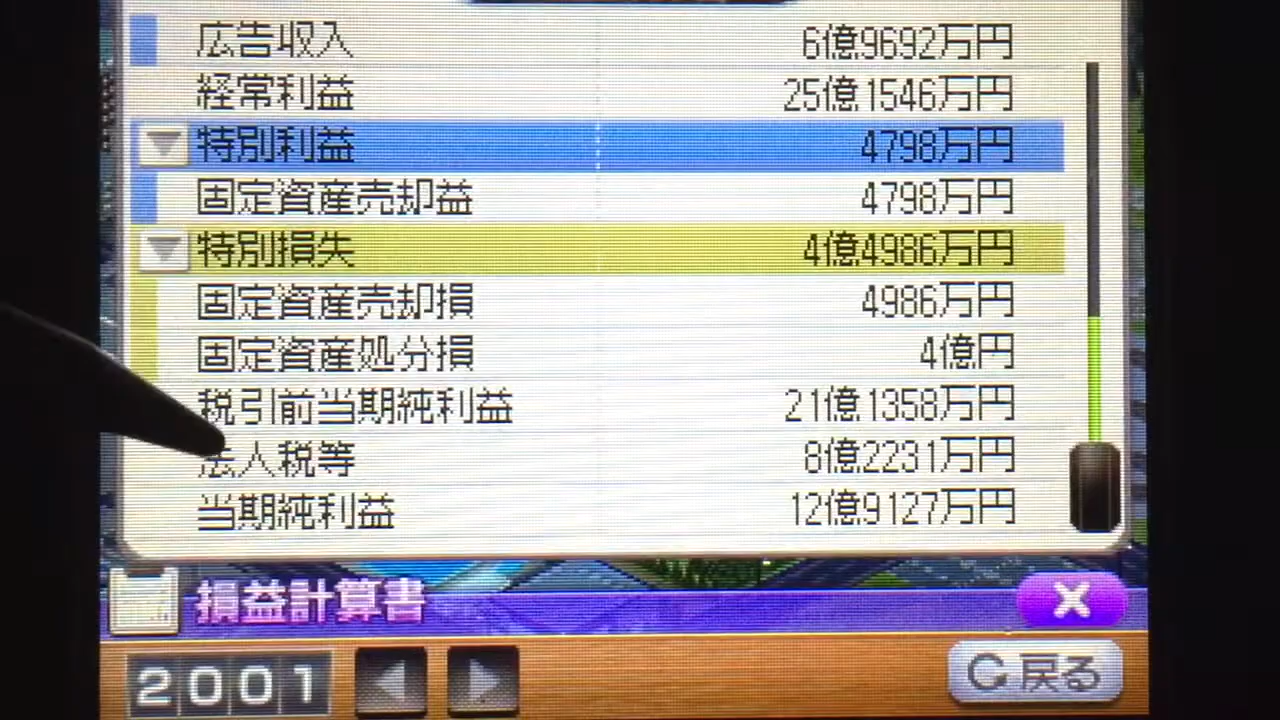 広告収入 6億9692万円
経常利益 25億1546万円
特別利益 4798万円
固定資産売却益 4798万円
特別損失 4億4986万円
固定資産売却損 4986万円
固定資産処分損 4億円
税引前当期純利益 21億1358万円
法人税等 8億2231万円
当期純利益 12億9127万円
損益計算書 X
2001 戻る